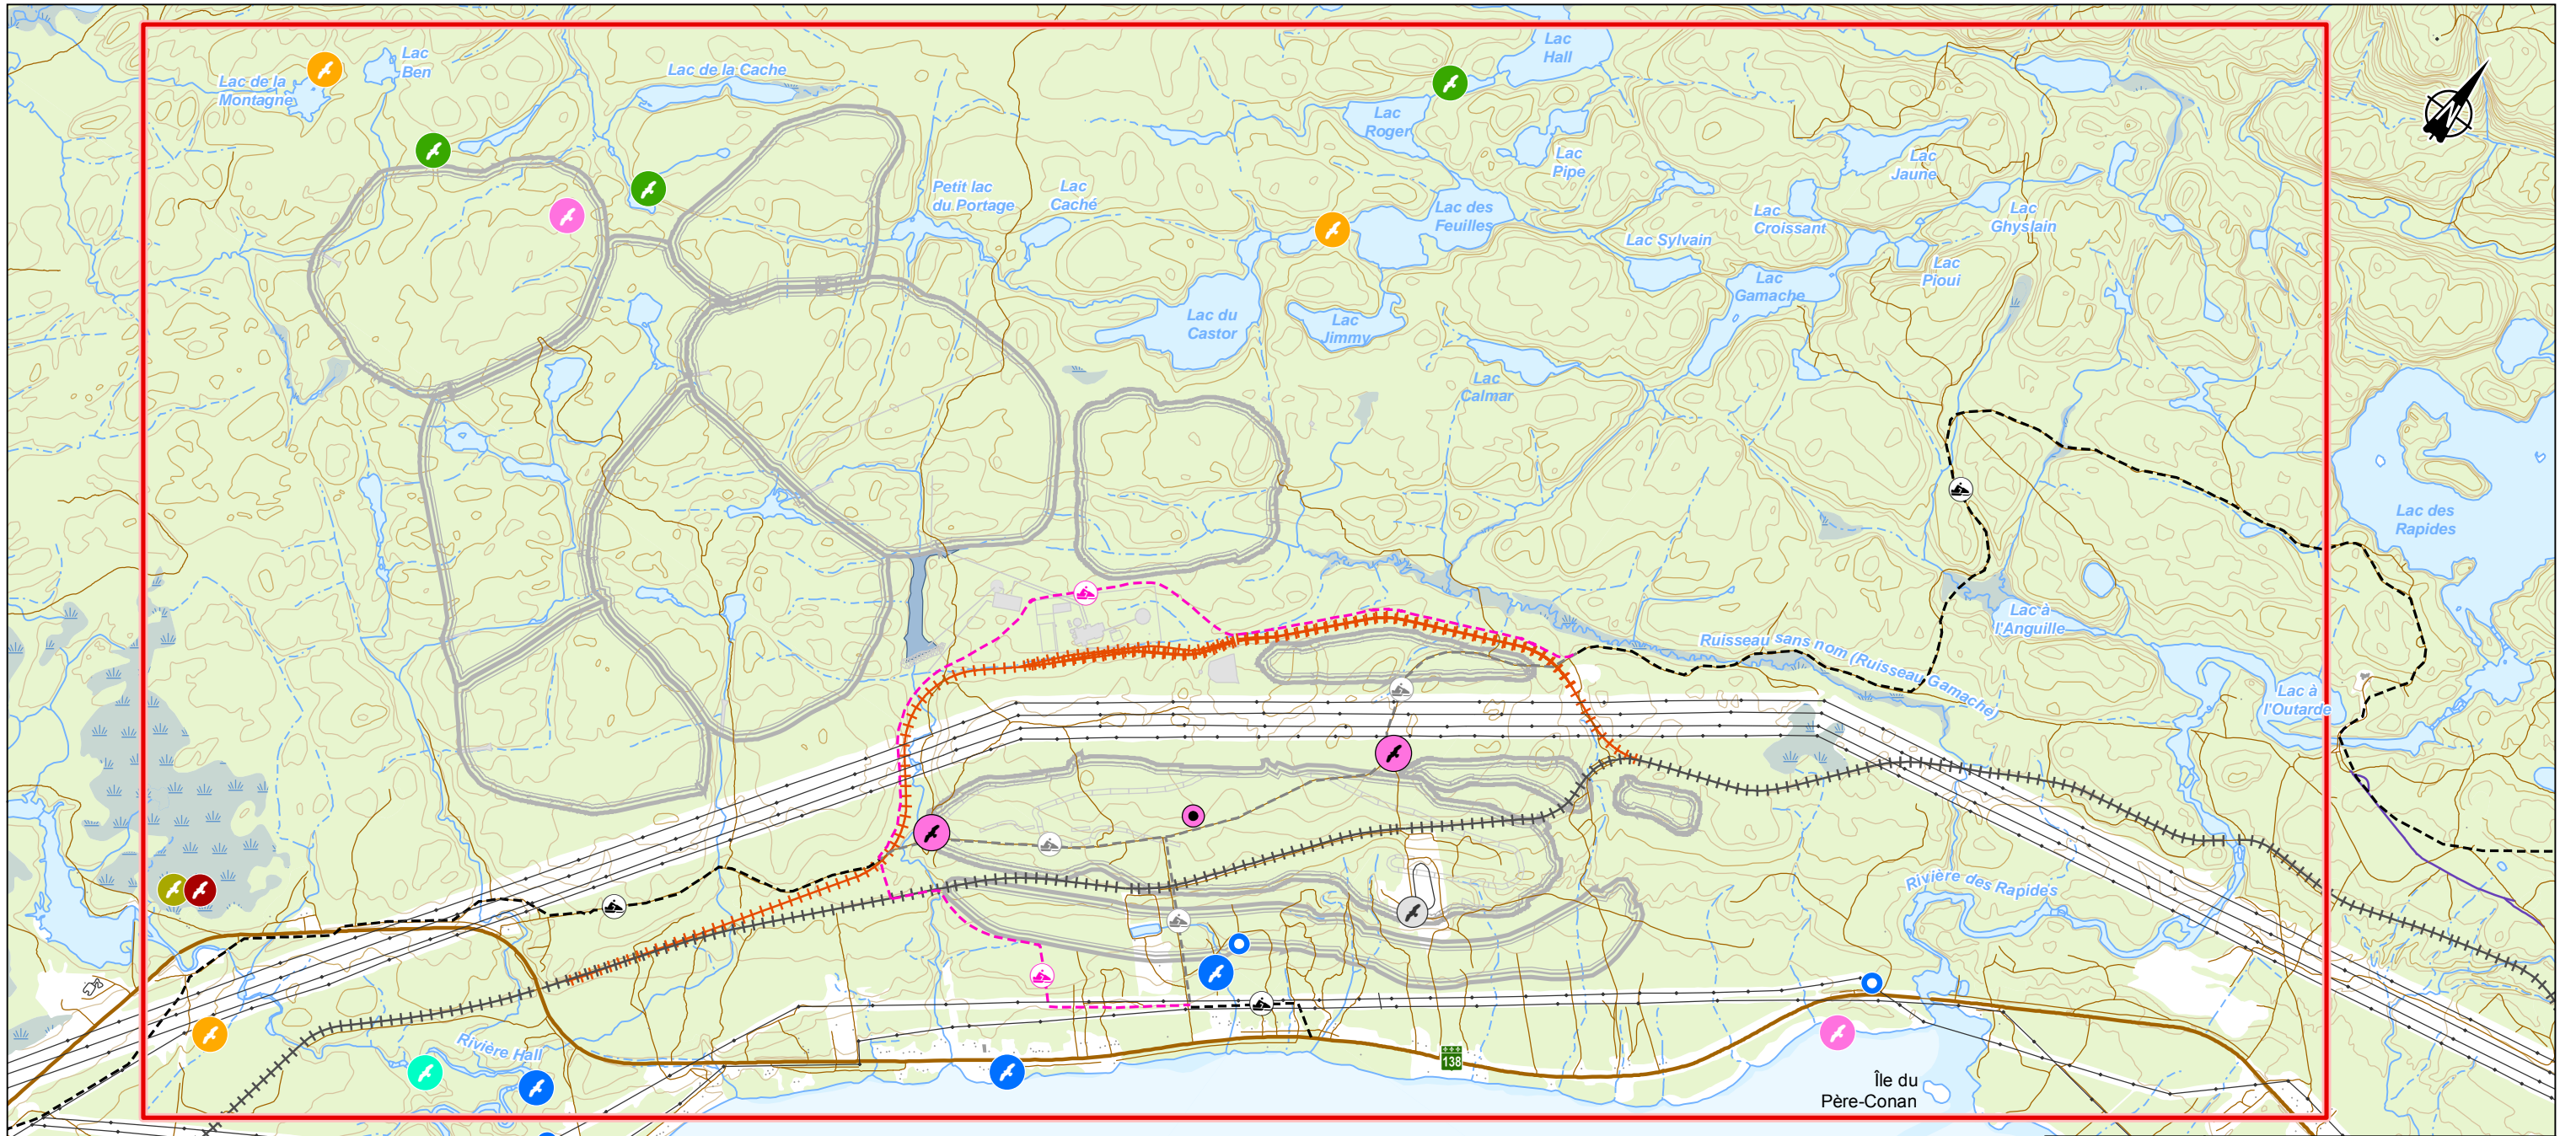 Lac
Hall
Lac
Ben
Lac de la
Montagne
Lac de la Cache
Lac
Roger
Lac
Pipe
Lac
Jaune
Petit lac
du Portage
Lac
Caché
Lac des
Feuilles
Lac
Croissant
Lac
Ghyslain
Lac Sylvain
Lac
Pioui
Lac
Gamache
Lac du
Castor
Lac
Jimmy
Lac
Calmar
Lac des
Rapides
Lac à
l'Anguille
Ruisseau sans nom (Ruisseau Gamache)
Lac à
l'Outarde
Rivière des Rapides
Rivière Hall
138
Île du
Père-Conan